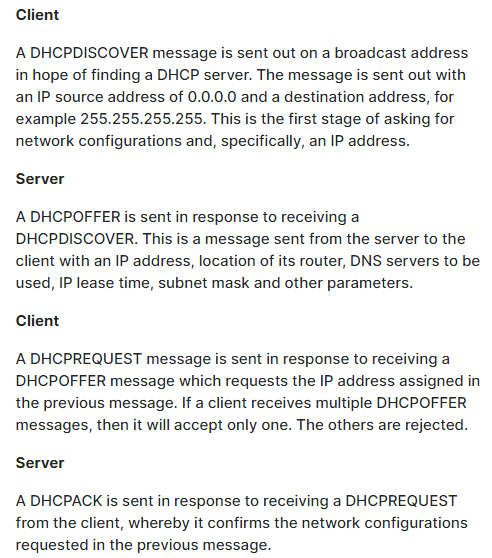 Client
A DHCPDISCOVER message is sent out on a broadcast address
in hope of finding a DHCP server. The message is sent out with
an IP source address of 0.0.0.0 and a destination address, for
example 255.255.255.255. This is the first stage of asking for
network configurations and, specifically, an IP address.
Server
A DHCPOFFER is sent in response to receiving a
DHCPDISCOVER. This is a message sent from the server to the
client with an IP address, location of its router, DNS servers to be
used, IP lease time, subnet mask and other parameters.
Client
A DHCPREQUEST message is sent in response to receiving a
DHCPOFFER message which requests the IP address assigned in
the previous message. If a client receives multiple DHCPOFFER
messages, then it will accept only one. The others are rejected.
Server
A DHCPACK is sent in response to receiving a DHCPREQUEST
from the client, whereby it confirms the network configurations
requested in the previous message.